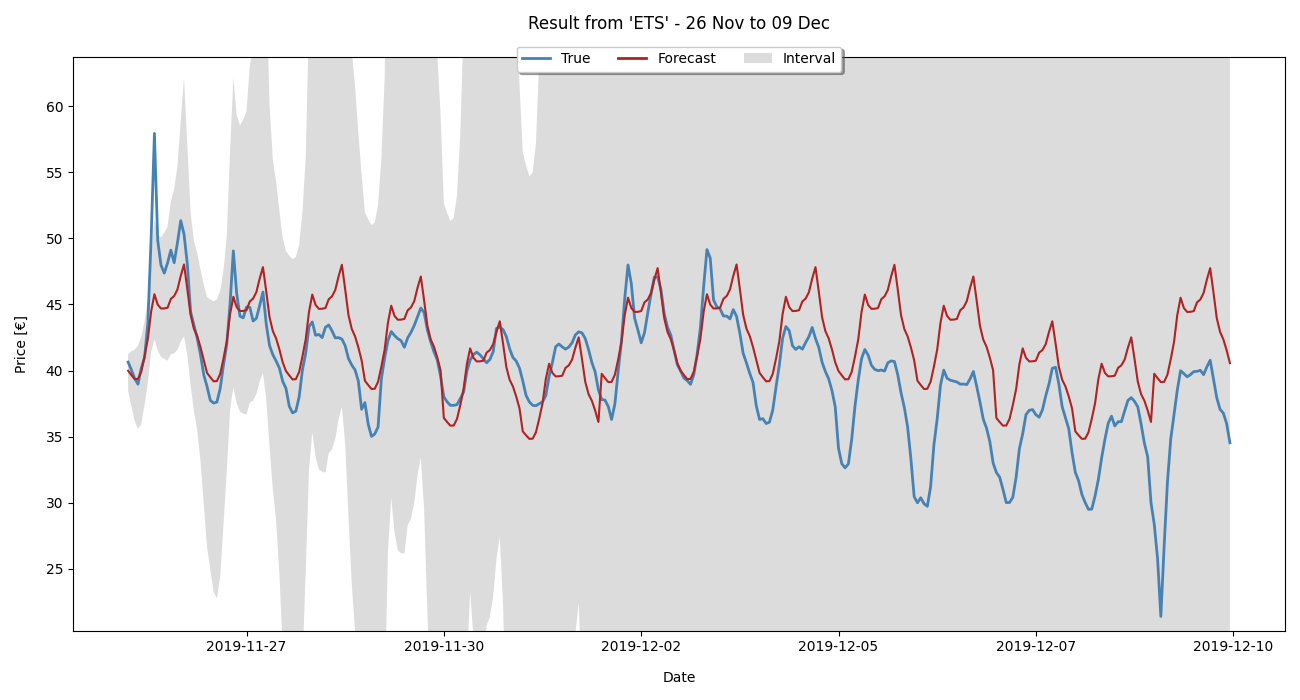 Result from 'ETS' - 26 Nov to 09 Dec
True Forecast Interval
Price [€]
60
55
50
45
40
35
30
25
2019-11-27 2019-11-30 2019-12-02 2019-12-05 2019-12-07 2019-12-10
Date